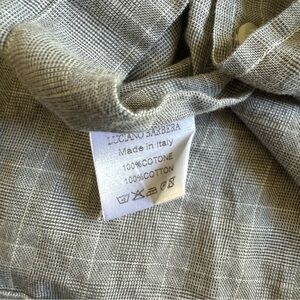 LUCIANO BARBERA
Made in Italy
100%COTONE
100%COTTON